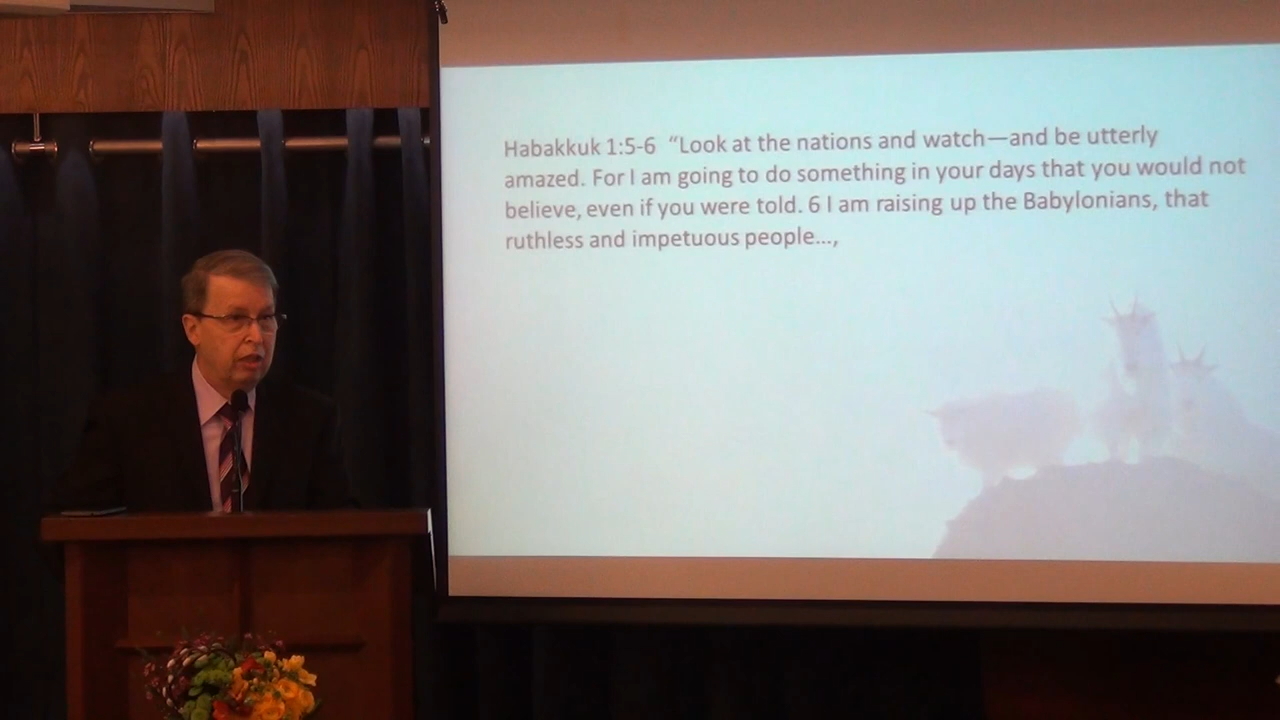 Habakkuk 1:5-6 “Look at the nations and watch—and be utterly
amazed. For I am going to do something in your days that you would not
believe, even if you were told. 6 I am raising up the Babylonians, that
ruthless and impetuous people…,